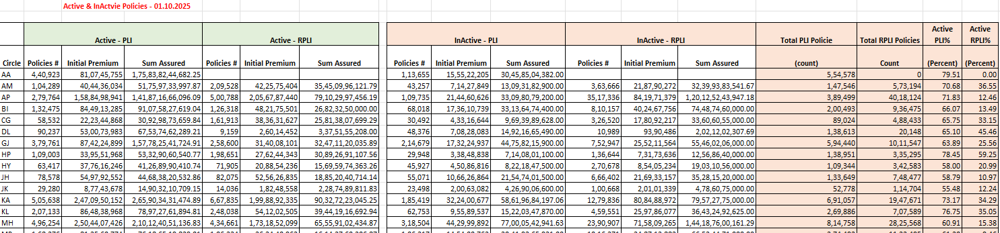 Active & InActvie Policies - 01.10.2025
Active - PLI Active - RPLI InActive - PLI InActive - RPLI Total PLI Policie Total RPLI Policies Active PLI% Active RPLI%
Circle Policies # Initial Premium Sum Assured Policies # Initial Premium Sum Assured Policies # Initial Premium Sum Assured Policies # Initial Premium Sum Assured (count) Count (Percent) (Percent)
AA 4,40,923 81,07,45,755 1,75,83,82,44,682.25 1,13,655 15,55,22,205 30,45,85,04,382.00 5,54,578 0 79.51 0.00
AM 1,04,289 40,44,36,034 51,75,97,33,997.87 2,09,528 42,25,75,404 35,45,09,96,121.79 43,257 7,14,27,849 13,09,31,82,900.00 3,63,666 21,87,90,272 32,39,93,83,541.67 1,47,546 5,73,194 70.68 36.55
AP 2,79,764 1,58,84,98,941 1,41,87,16,66,096.09 5,00,788 2,05,67,87,440 79,10,29,97,456.19 1,09,735 21,44,60,626 33,09,80,79,200.00 35,17,336 84,19,71,379 1,20,12,52,43,947.18 3,89,499 40,18,124 71.83 12.46
BI 1,32,475 84,49,13,285 91,07,58,27,619.04 1,26,318 48,21,75,501 26,82,32,50,000.00 68,018 17,36,10,739 33,13,64,74,400.00 8,10,157 40,24,67,756 74,48,74,60,000.00 2,00,493 9,36,475 66.07 13.49
CG 58,532 22,23,44,868 30,92,98,73,659.84 1,61,913 38,36,31,627 25,81,38,07,699.29 30,492 4,33,16,644 9,69,39,89,628.00 3,26,520 17,80,92,217 33,60,60,55,000.00 89,024 4,88,433 65.75 33.15
DL 90,237 53,00,73,983 67,53,74,62,289.21 9,159 2,60,14,452 3,37,51,55,208.00 48,376 7,08,28,083 14,92,16,65,490.00 10,989 93,90,486 2,02,12,02,307.69 1,38,613 20,148 65.10 45.46
GJ 3,79,761 87,42,24,899 1,57,78,25,41,724.91 2,58,600 31,40,08,101 32,47,11,20,035.89 2,14,679 17,32,24,937 44,75,82,15,900.00 7,52,947 25,52,11,564 55,46,02,06,000.00 5,94,440 10,11,547 63.89 25.56
HP 1,09,003 33,95,51,968 53,32,90,60,540.77 1,98,651 27,62,44,343 30,89,26,91,107.56 29,948 3,38,48,838 7,14,08,01,100.00 1,36,644 7,31,73,636 12,56,86,40,000.00 1,38,951 3,35,295 78.45 59.25
HY 63,417 37,76,16,246 41,26,89,90,410.74 71,905 20,88,54,236 15,69,59,74,363.26 45,927 4,50,86,816 8,22,18,47,500.00 2,70,678 8,54,05,234 19,03,10,56,000.00 1,09,344 3,42,583 58.00 20.99
JH 78,578 54,97,92,552 44,68,38,20,532.86 82,075 52,56,26,835 18,85,20,40,714.14 55,071 10,66,26,864 21,54,74,01,500.00 6,66,402 21,69,33,157 35,28,15,20,000.00 1,33,649 7,48,477 58.79 10.97
JK 29,280 8,77,43,678 14,90,32,10,709.15 14,036 1,82,48,558 2,28,74,89,811.83 23,498 2,00,63,082 4,26,90,06,600.00 1,00,668 2,01,01,339 4,78,60,75,000.00 52,778 1,14,704 55.48 12.24
KA 5,05,638 2,47,09,50,152 2,65,90,34,31,474.89 6,67,835 1,99,88,92,335 90,32,72,23,045.25 1,85,419 32,24,00,677 58,61,96,84,197.06 12,79,836 80,84,88,972 79,57,27,75,000.00 6,91,057 19,47,671 73.17 34.29
KL 2,07,133 86,48,38,968 78,97,27,61,894.81 2,48,038 54,12,02,505 39,44,19,16,692.94 62,753 9,55,89,537 15,22,03,47,870.00 4,59,551 25,97,86,077 36,43,24,92,625.00 2,69,886 7,07,589 76.75 35.05
MH 4,96,254 2,50,44,07,426 2,10,12,40,51,136.83 4,34,661 1,73,18,52,099 65,55,91,02,434.87 3,18,504 44,29,99,892 77,00,05,42,941.63 23,90,907 71,58,09,265 1,44,18,76,00,161.29 8,14,758 28,25,568 60.91 15.38